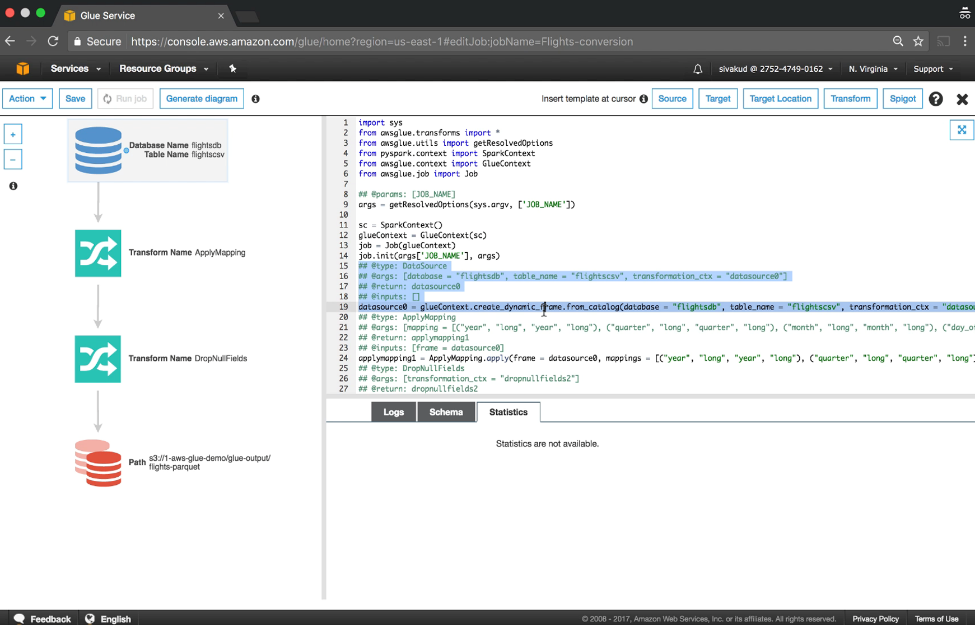 Glue Service
Secure https://console.aws.amazon.com/glue/home?region=us-east-1#editJob:jobName=Flights-conversion
Services Resource Groups sivakud @ 2752-4749-0162 N. Virginia Support
Action Save Run job Generate diagram Insert template at cursor Source Target Target Location Transform Spigot
Database Name flightsdb
Table Name flightscsv
Transform Name ApplyMapping
Transform Name DropNullFields
Path s3://1-aws-glue-demo/glue-output/
flights-parquet
1 import sys
2 from awsglue.transforms import *
3 from awsglue.utils import getResolvedOptions
4 from pyspark.context import SparkContext
5 from awsglue.context import GlueContext
6 from awsglue.job import Job
7
8 ## @params: [JOB_NAME]
9 args = getResolvedOptions(sys.argv, ['JOB_NAME'])
10
11 sc = SparkContext()
12 glueContext = GlueContext(sc)
13 job = Job(glueContext)
14 job.init(args['JOB_NAME'], args)
15 ## @type: DataSource
16 ## @args: [database = "flightsdb", table_name = "flightscsv", transformation_ctx = "datasource0"]
17 ## @return: datasource0
18 ## @inputs: []
19 datasource0 = glueContext.create_dynamic_frame.from_catalog(database = "flightsdb", table_name = "flightscsv", transformation_ctx = "dataso
20 ## @type: ApplyMapping
21 ## @args: [mapping = [("year", "long", "year", "long"), ("quarter", "long", "quarter", "long"), ("month", "long", "month", "long"), ("day_o
22 ## @return: applymapping1
23 ## @inputs: [frame = datasource0]
24 applymapping1 = ApplyMapping.apply(frame = datasource0, mappings = [("year", "long", "year", "long"), ("quarter", "long", "quarter", "long")
25 ## @type: DropNullFields
26 ## @args: [transformation_ctx = "dropnullfields2"]
27 ## @return: dropnullfields2
Logs Schema Statistics
Statistics are not available.
Feedback English © 2008 - 2017, Amazon Web Services, Inc. or its affiliates. All rights reserved. Privacy Policy Terms of Use